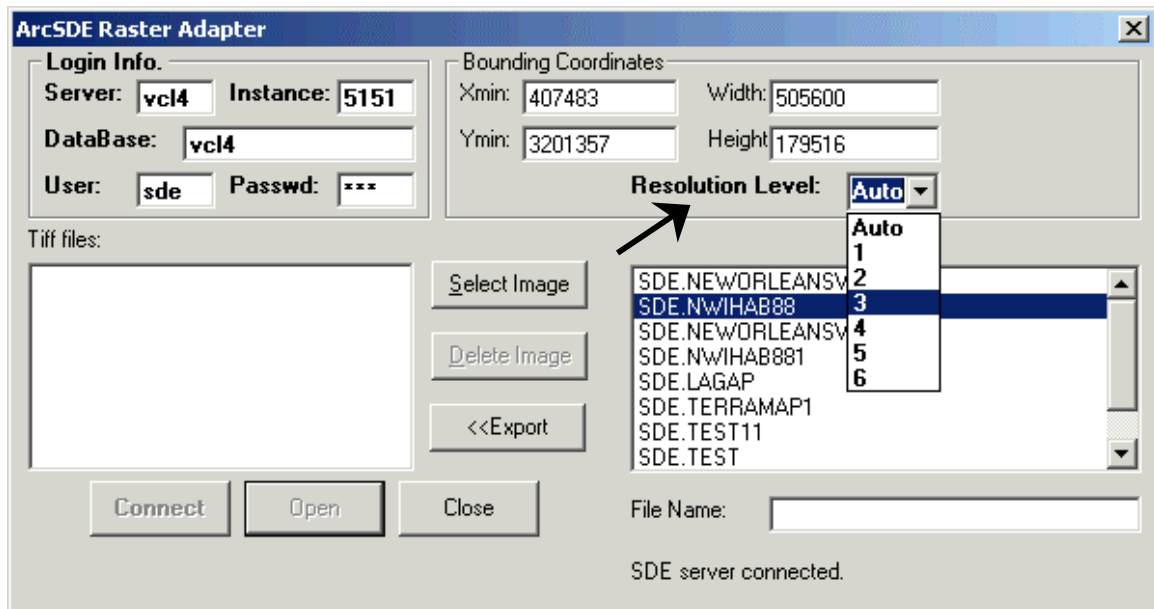 ArcSDE Raster Adapter
Login Info.
Server: vcl4 Instance: 5151
DataBase: vcl4
User: sde Passwd: ***
Bounding Coordinates
Xmin: 407483 Width: 505600
Ymin: 3201357 Height 179516
Resolution Level: Auto
Auto
1
2
3
4
5
6
Tiff files:
Select Image
Delete Image
<<Export
SDE.NEWORLEANSV
SDE.NWIHAB88
SDE.NEWORLEANSV
SDE.NWIHAB881
SDE.LAGAP
SDE.TERRAMAP1
SDE.TEST11
SDE.TEST
Connect Open Close
File Name:
SDE server connected.